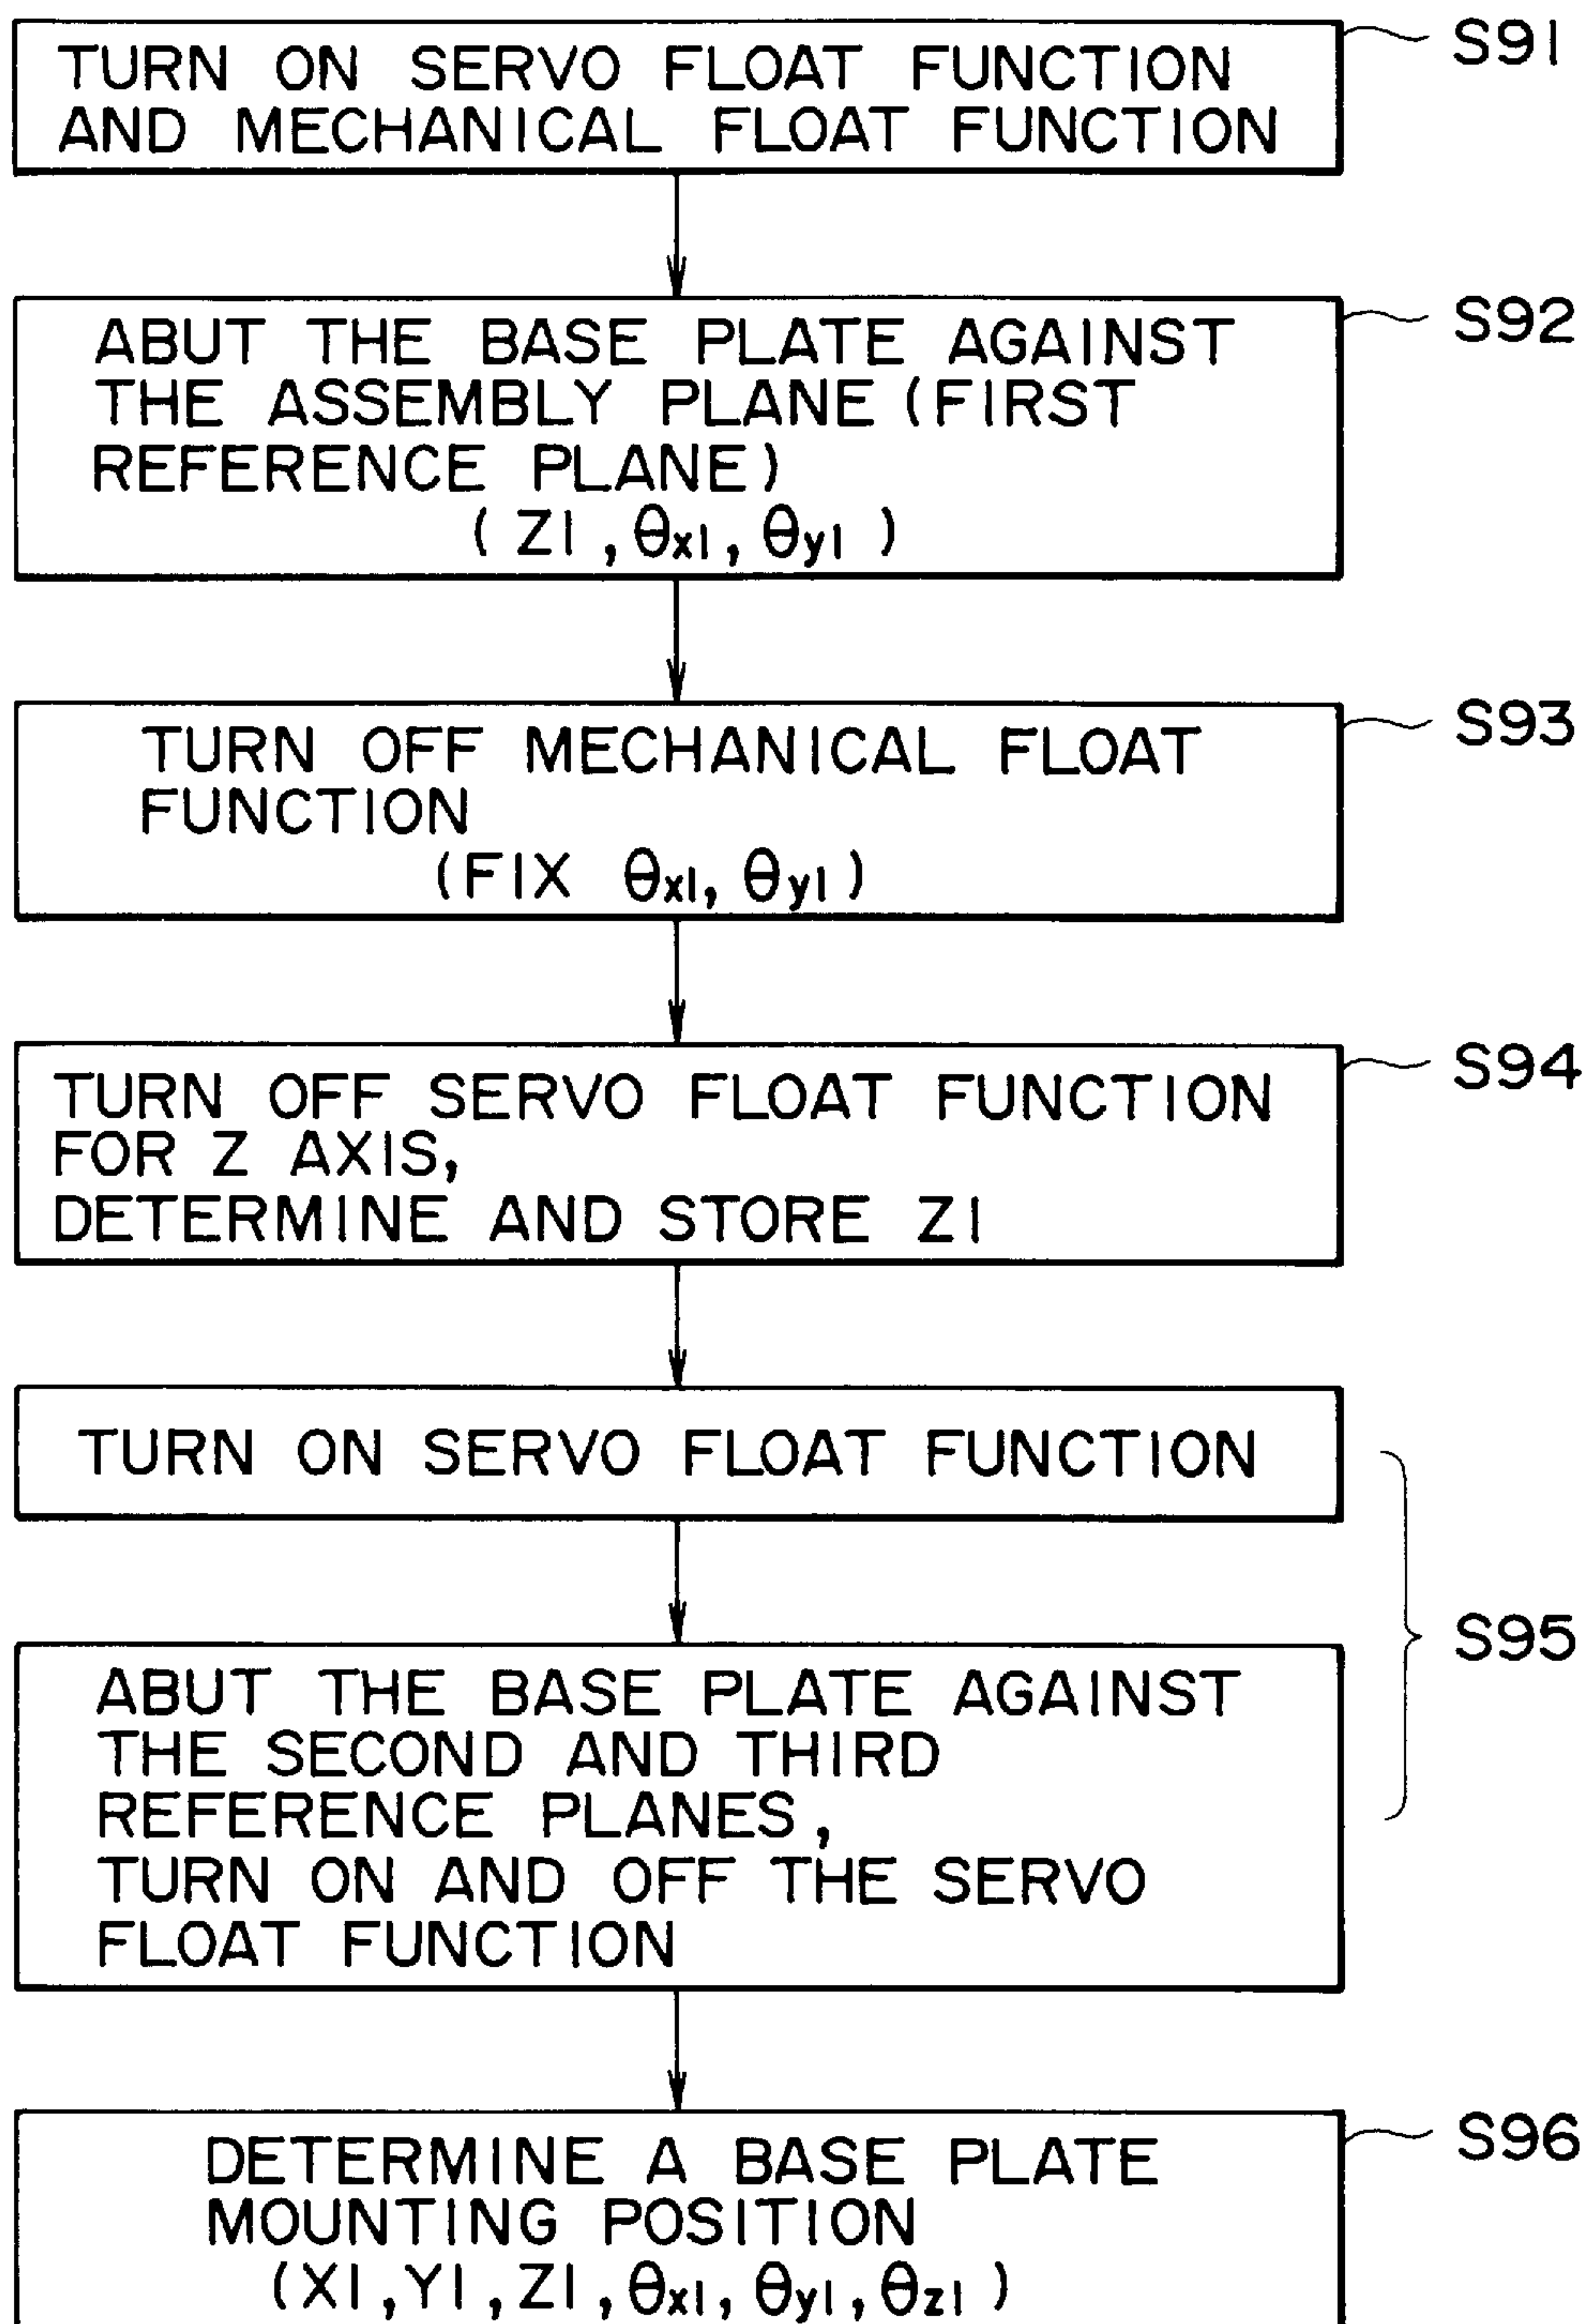 TURN ON SERVO FLOAT FUNCTION
AND MECHANICAL FLOAT FUNCTION
S91
ABUT THE BASE PLATE AGAINST
THE ASSEMBLY PLANE (FIRST
REFERENCE PLANE)
(Z1, θx1, θy1)
S92
TURN OFF MECHANICAL FLOAT
FUNCTION
(FIX θx1, θy1)
S93
TURN OFF SERVO FLOAT FUNCTION
FOR Z AXIS,
DETERMINE AND STORE Z1
S94
TURN ON SERVO FLOAT FUNCTION
ABUT THE BASE PLATE AGAINST
THE SECOND AND THIRD
REFERENCE PLANES,
TURN ON AND OFF THE SERVO
FLOAT FUNCTION
S95
DETERMINE A BASE PLATE
MOUNTING POSITION
(X1, Y1, Z1, θx1, θy1, θz1)
S96